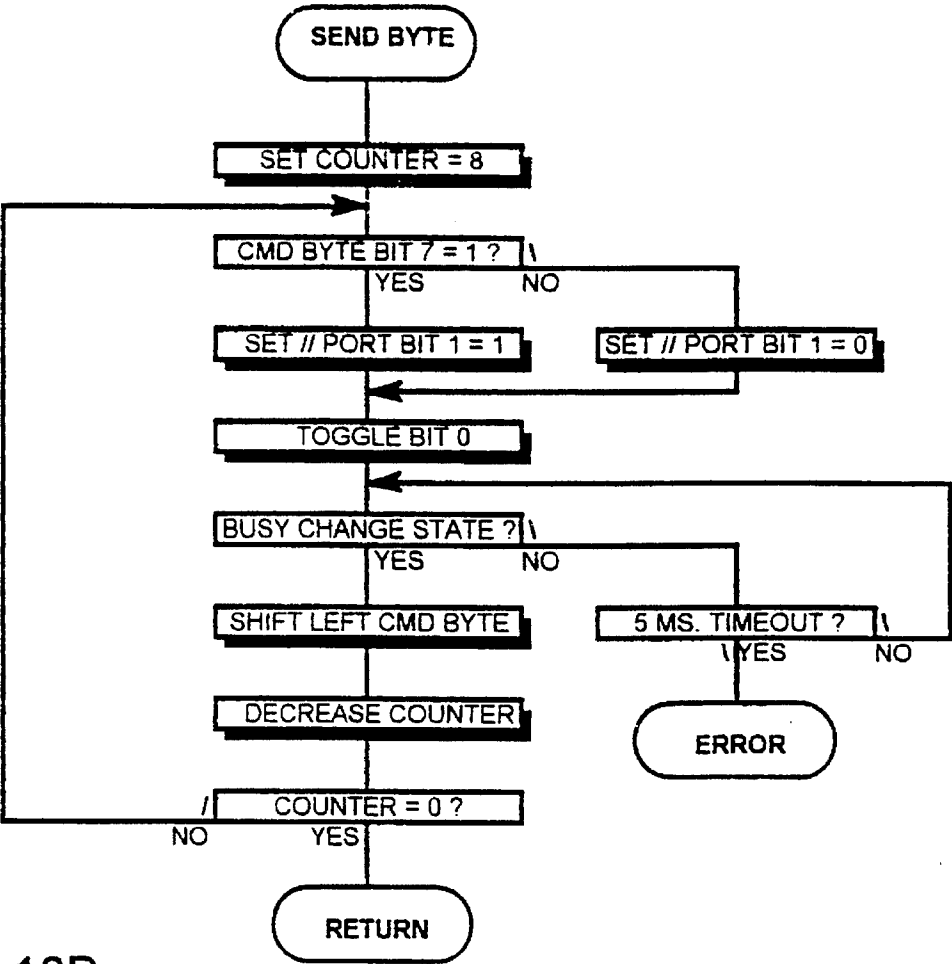 SEND BYTE
SET COUNTER = 8
CMD BYTE BIT 7 = 1 ? \
YES
NO
SET // PORT BIT 1 = 1
SET // PORT BIT 1 = 0
TOGGLE BIT 0
BUSY CHANGE STATE ? \
YES
NO
SHIFT LEFT CMD BYTE
5 MS. TIMEOUT ? \
\ YES
NO
DECREASE COUNTER
ERROR
/ COUNTER = 0 ?
NO
YES
RETURN